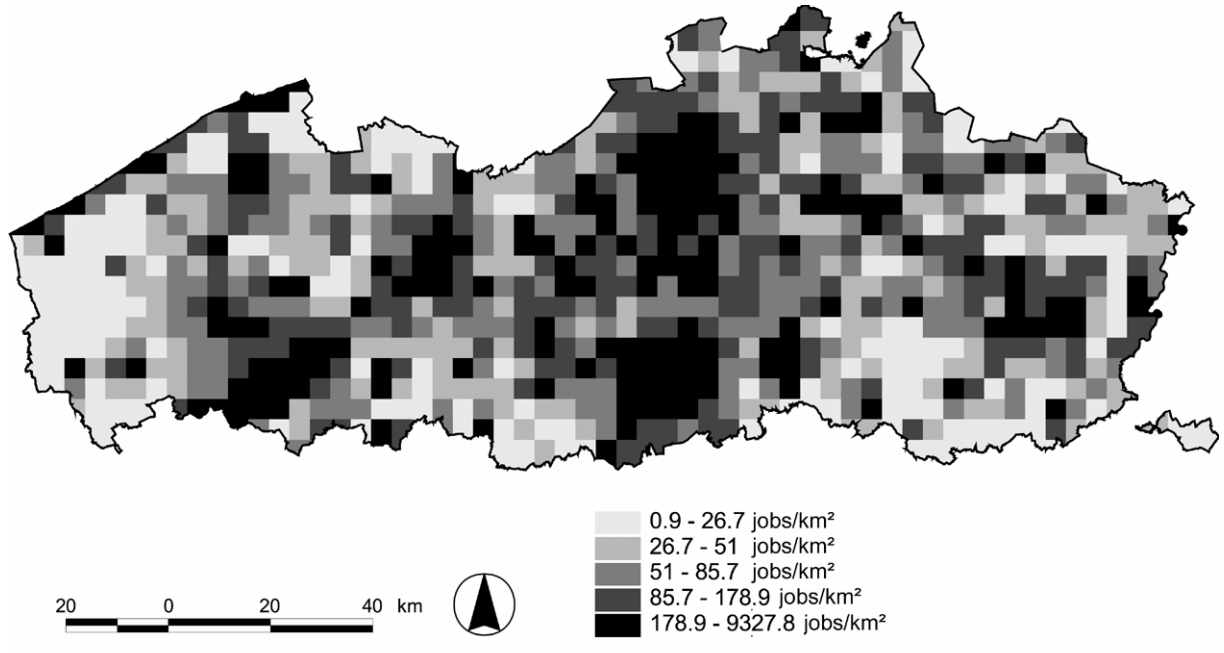 0.9 - 26.7 jobs/km²
26.7 - 51 jobs/km²
51 - 85.7 jobs/km²
85.7 - 178.9 jobs/km²
178.9 - 9327.8 jobs/km²
20 0 20 40 km